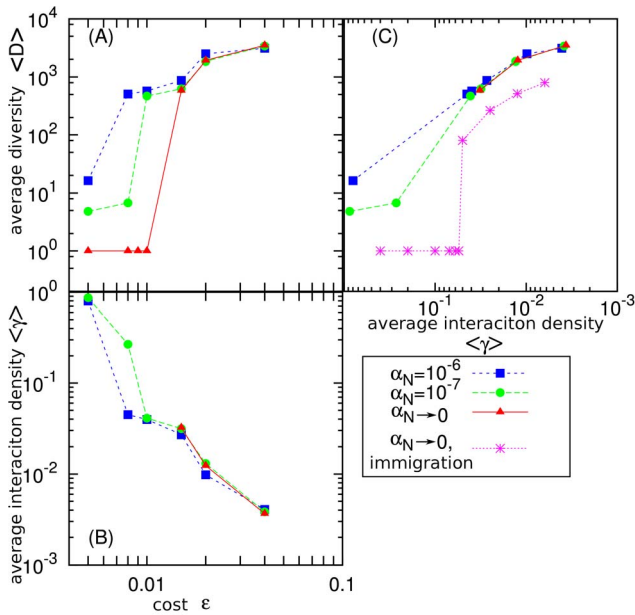 (A)
(C)
average diversity <D>
10^4
10^3
10^2
10^1
10^0
10^-1
10^-2
10^-3
average interaciton density
<γ>
10^0
10^-1
10^-2
10^-3
average interaciton density <γ>
(B)
0.01
0.1
cost ε
α_N=10^-6
α_N=10^-7
α_N→0
α_N→0,
immigration